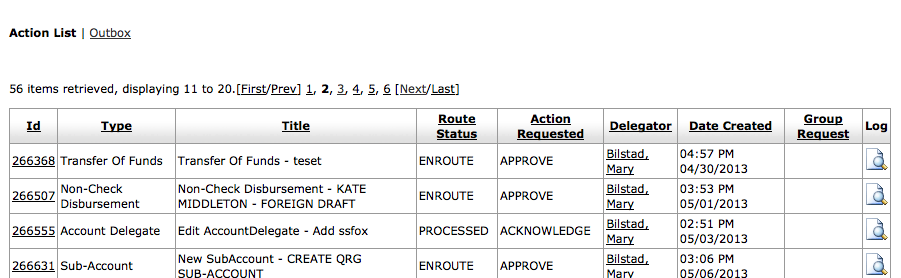 Action List | Outbox
56 items retrieved, displaying 11 to 20.[First/Prev] 1, 2, 3, 4, 5, 6 [Next/Last]
Id Type Title Route Status Action Requested Delegator Date Created Group Request Log
266368 Transfer Of Funds Transfer Of Funds - teset ENROUTE APPROVE Bilstad, Mary 04:57 PM 04/30/2013
266507 Non-Check Disbursement Non-Check Disbursement - KATE MIDDLETON - FOREIGN DRAFT ENROUTE APPROVE Bilstad, Mary 03:53 PM 05/01/2013
266555 Account Delegate Edit AccountDelegate - Add ssfox PROCESSED ACKNOWLEDGE Bilstad, Mary 02:51 PM 05/03/2013
266631 Sub-Account New SubAccount - CREATE QRG SUB-ACCOUNT ENROUTE APPROVE Bilstad, Mary 03:06 PM 05/06/2013